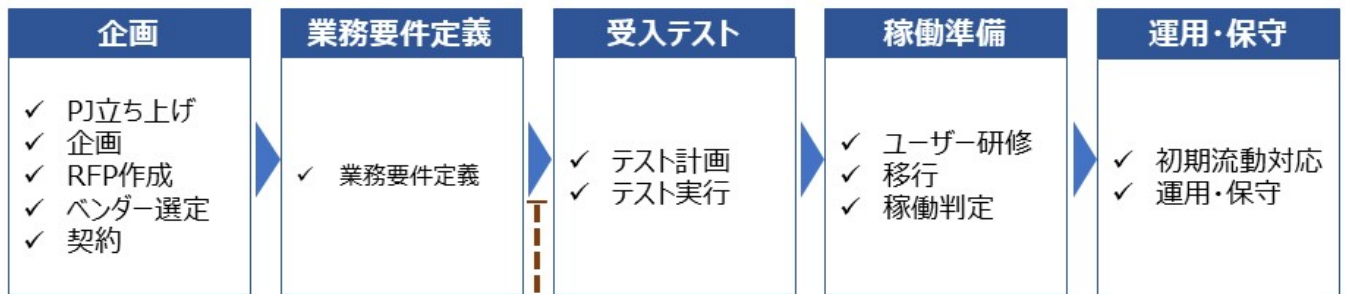 企画
✓ PJ立ち上げ
✓ 企画
✓ RFP作成
✓ ベンダー選定
✓ 契約
業務要件定義
✓ 業務要件定義
受入テスト
✓ テスト計画
✓ テスト実行
稼働準備
✓ ユーザー研修
✓ 移行
✓ 稼働判定
運用・保守
✓ 初期流動対応
✓ 運用・保守